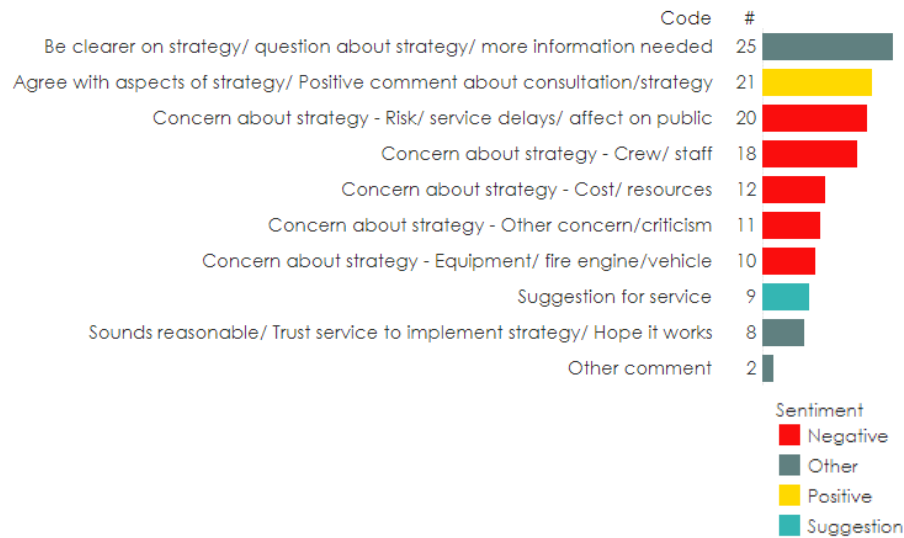 Code #
Be clearer on strategy/ question about strategy/ more information needed 25
Agree with aspects of strategy/ Positive comment about consultation/strategy 21
Concern about strategy - Risk/ service delays/ affect on public 20
Concern about strategy - Crew/ staff 18
Concern about strategy - Cost/ resources 12
Concern about strategy - Other concern/criticism 11
Concern about strategy - Equipment/ fire engine/vehicle 10
Suggestion for service 9
Sounds reasonable/ Trust service to implement strategy/ Hope it works 8
Other comment 2
Sentiment
Negative
Other
Positive
Suggestion